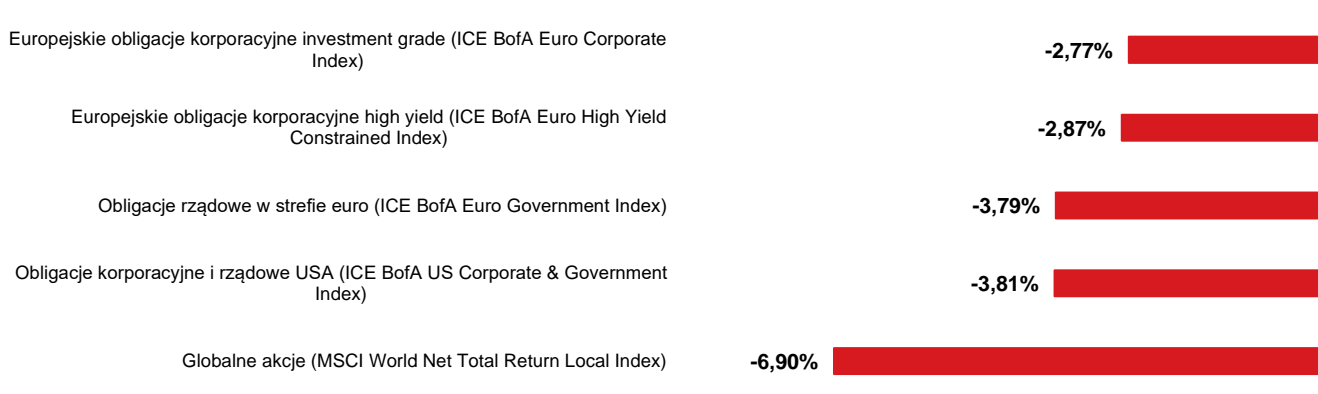 Europejskie obligacje korporacyjne investment grade (ICE BofA Euro Corporate
Index)
-2,77%
Europejskie obligacje korporacyjne high yield (ICE BofA Euro High Yield
Constrained Index)
-2,87%
Obligacje rządowe w strefie euro (ICE BofA Euro Government Index)
-3,79%
Obligacje korporacyjne i rządowe USA (ICE BofA US Corporate & Government
Index)
-3,81%
Globalne akcje (MSCI World Net Total Return Local Index)
-6,90%